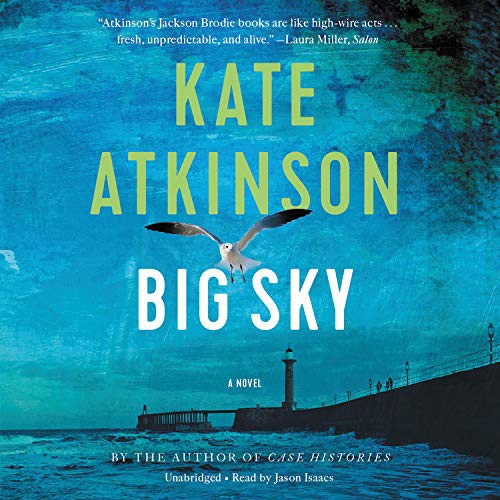 “Atkinson’s Jackson Brodie books are like high-wire acts . . .
fresh, unpredictable, and alive.” —Laura Miller, Salon
KATE
ATKINSON
BIG SKY
A NOVEL
BY THE AUTHOR OF CASE HISTORIES
Unabridged • Read by Jason Isaacs